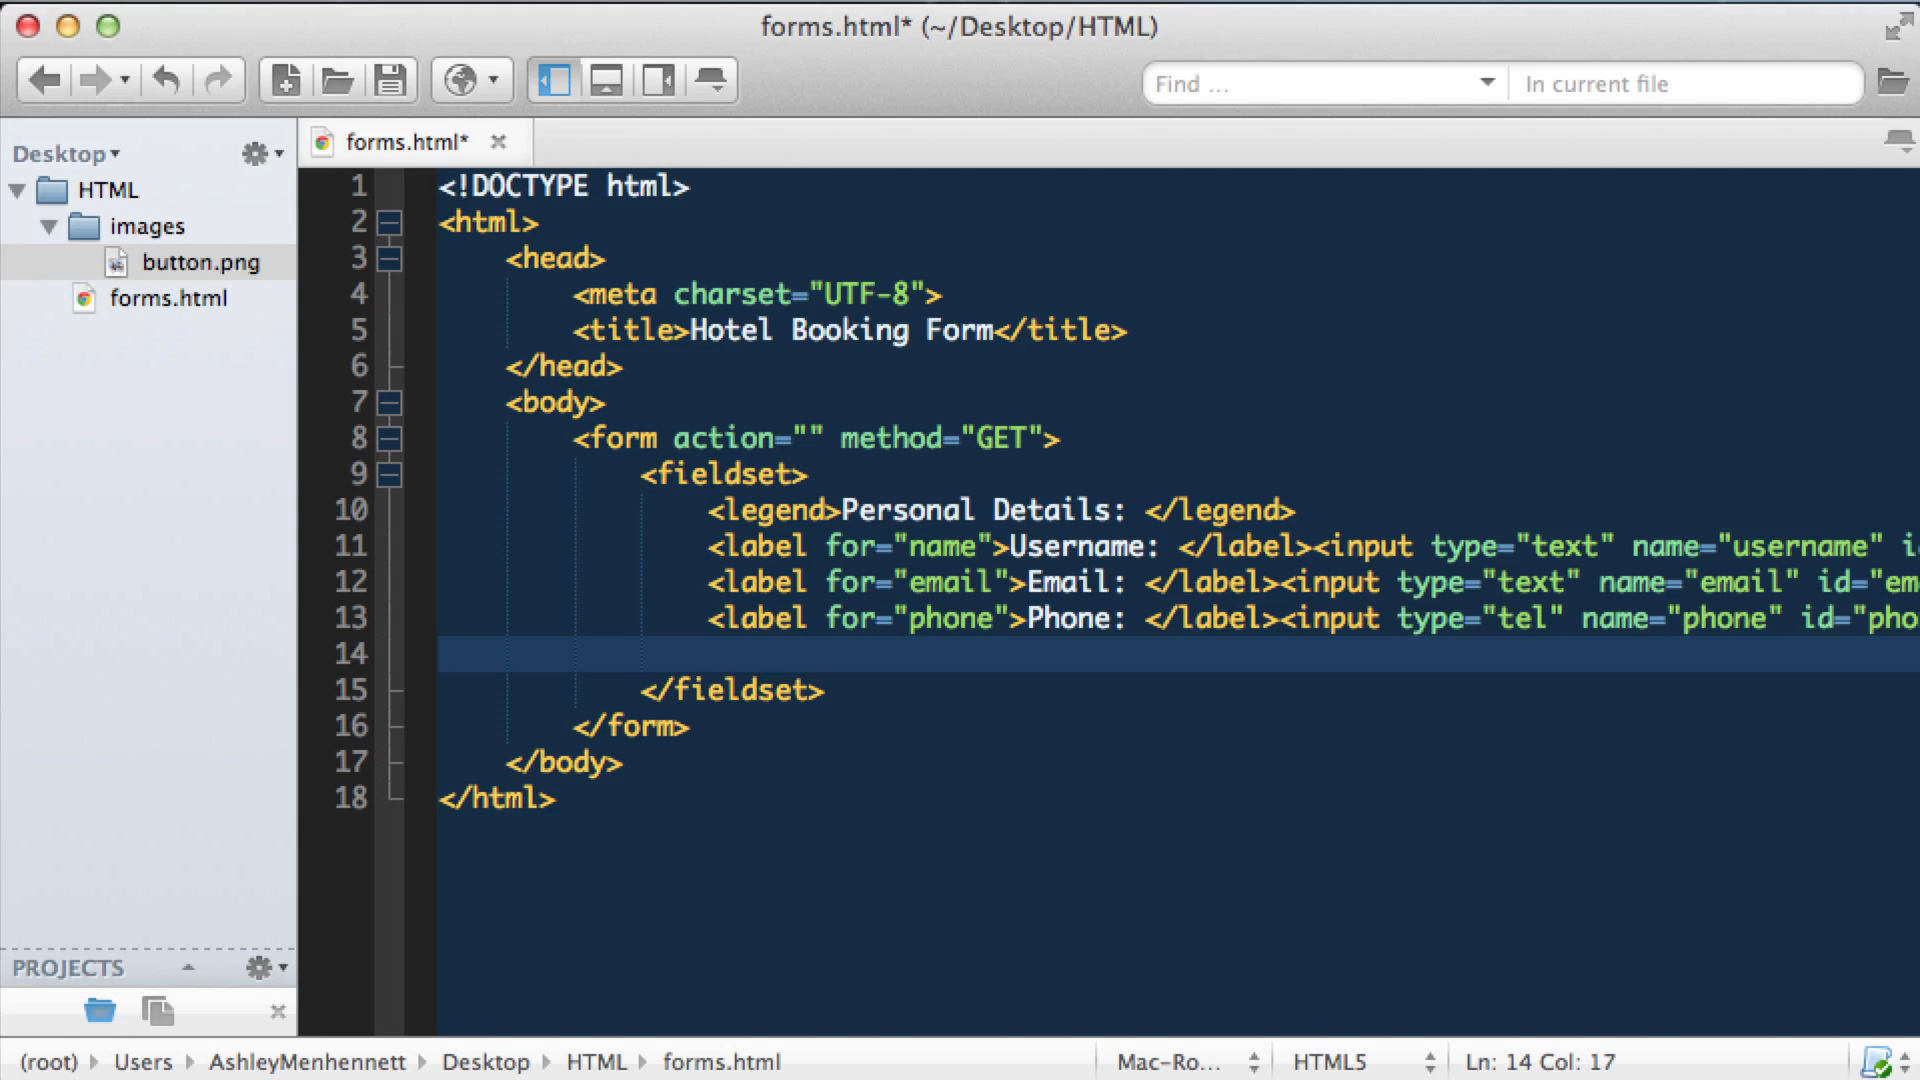 forms.html* (~/Desktop/HTML)
Find ...
In current file
Desktop
HTML
images
button.png
forms.html
forms.html*
1 <!DOCTYPE html>
2 <html>
3 <head>
4 <meta charset="UTF-8">
5 <title>Hotel Booking Form</title>
6 </head>
7 <body>
8 <form action="" method="GET">
9 <fieldset>
10 <legend>Personal Details: </legend>
11 <label for="name">Username: </label><input type="text" name="username" i
12 <label for="email">Email: </label><input type="text" name="email" id="em
13 <label for="phone">Phone: </label><input type="tel" name="phone" id="pho
14
15 </fieldset>
16 </form>
17 </body>
18 </html>
PROJECTS
(root) Users AshleyMenhennett Desktop HTML forms.html
Mac-Ro... HTML5 Ln: 14 Col: 17